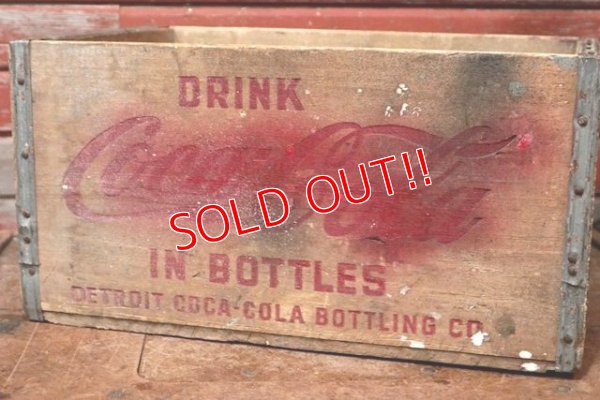 DRINK
Coca-Cola
SOLD OUT!!
IN BOTTLES
DETROIT COCA-COLA BOTTLING CO.